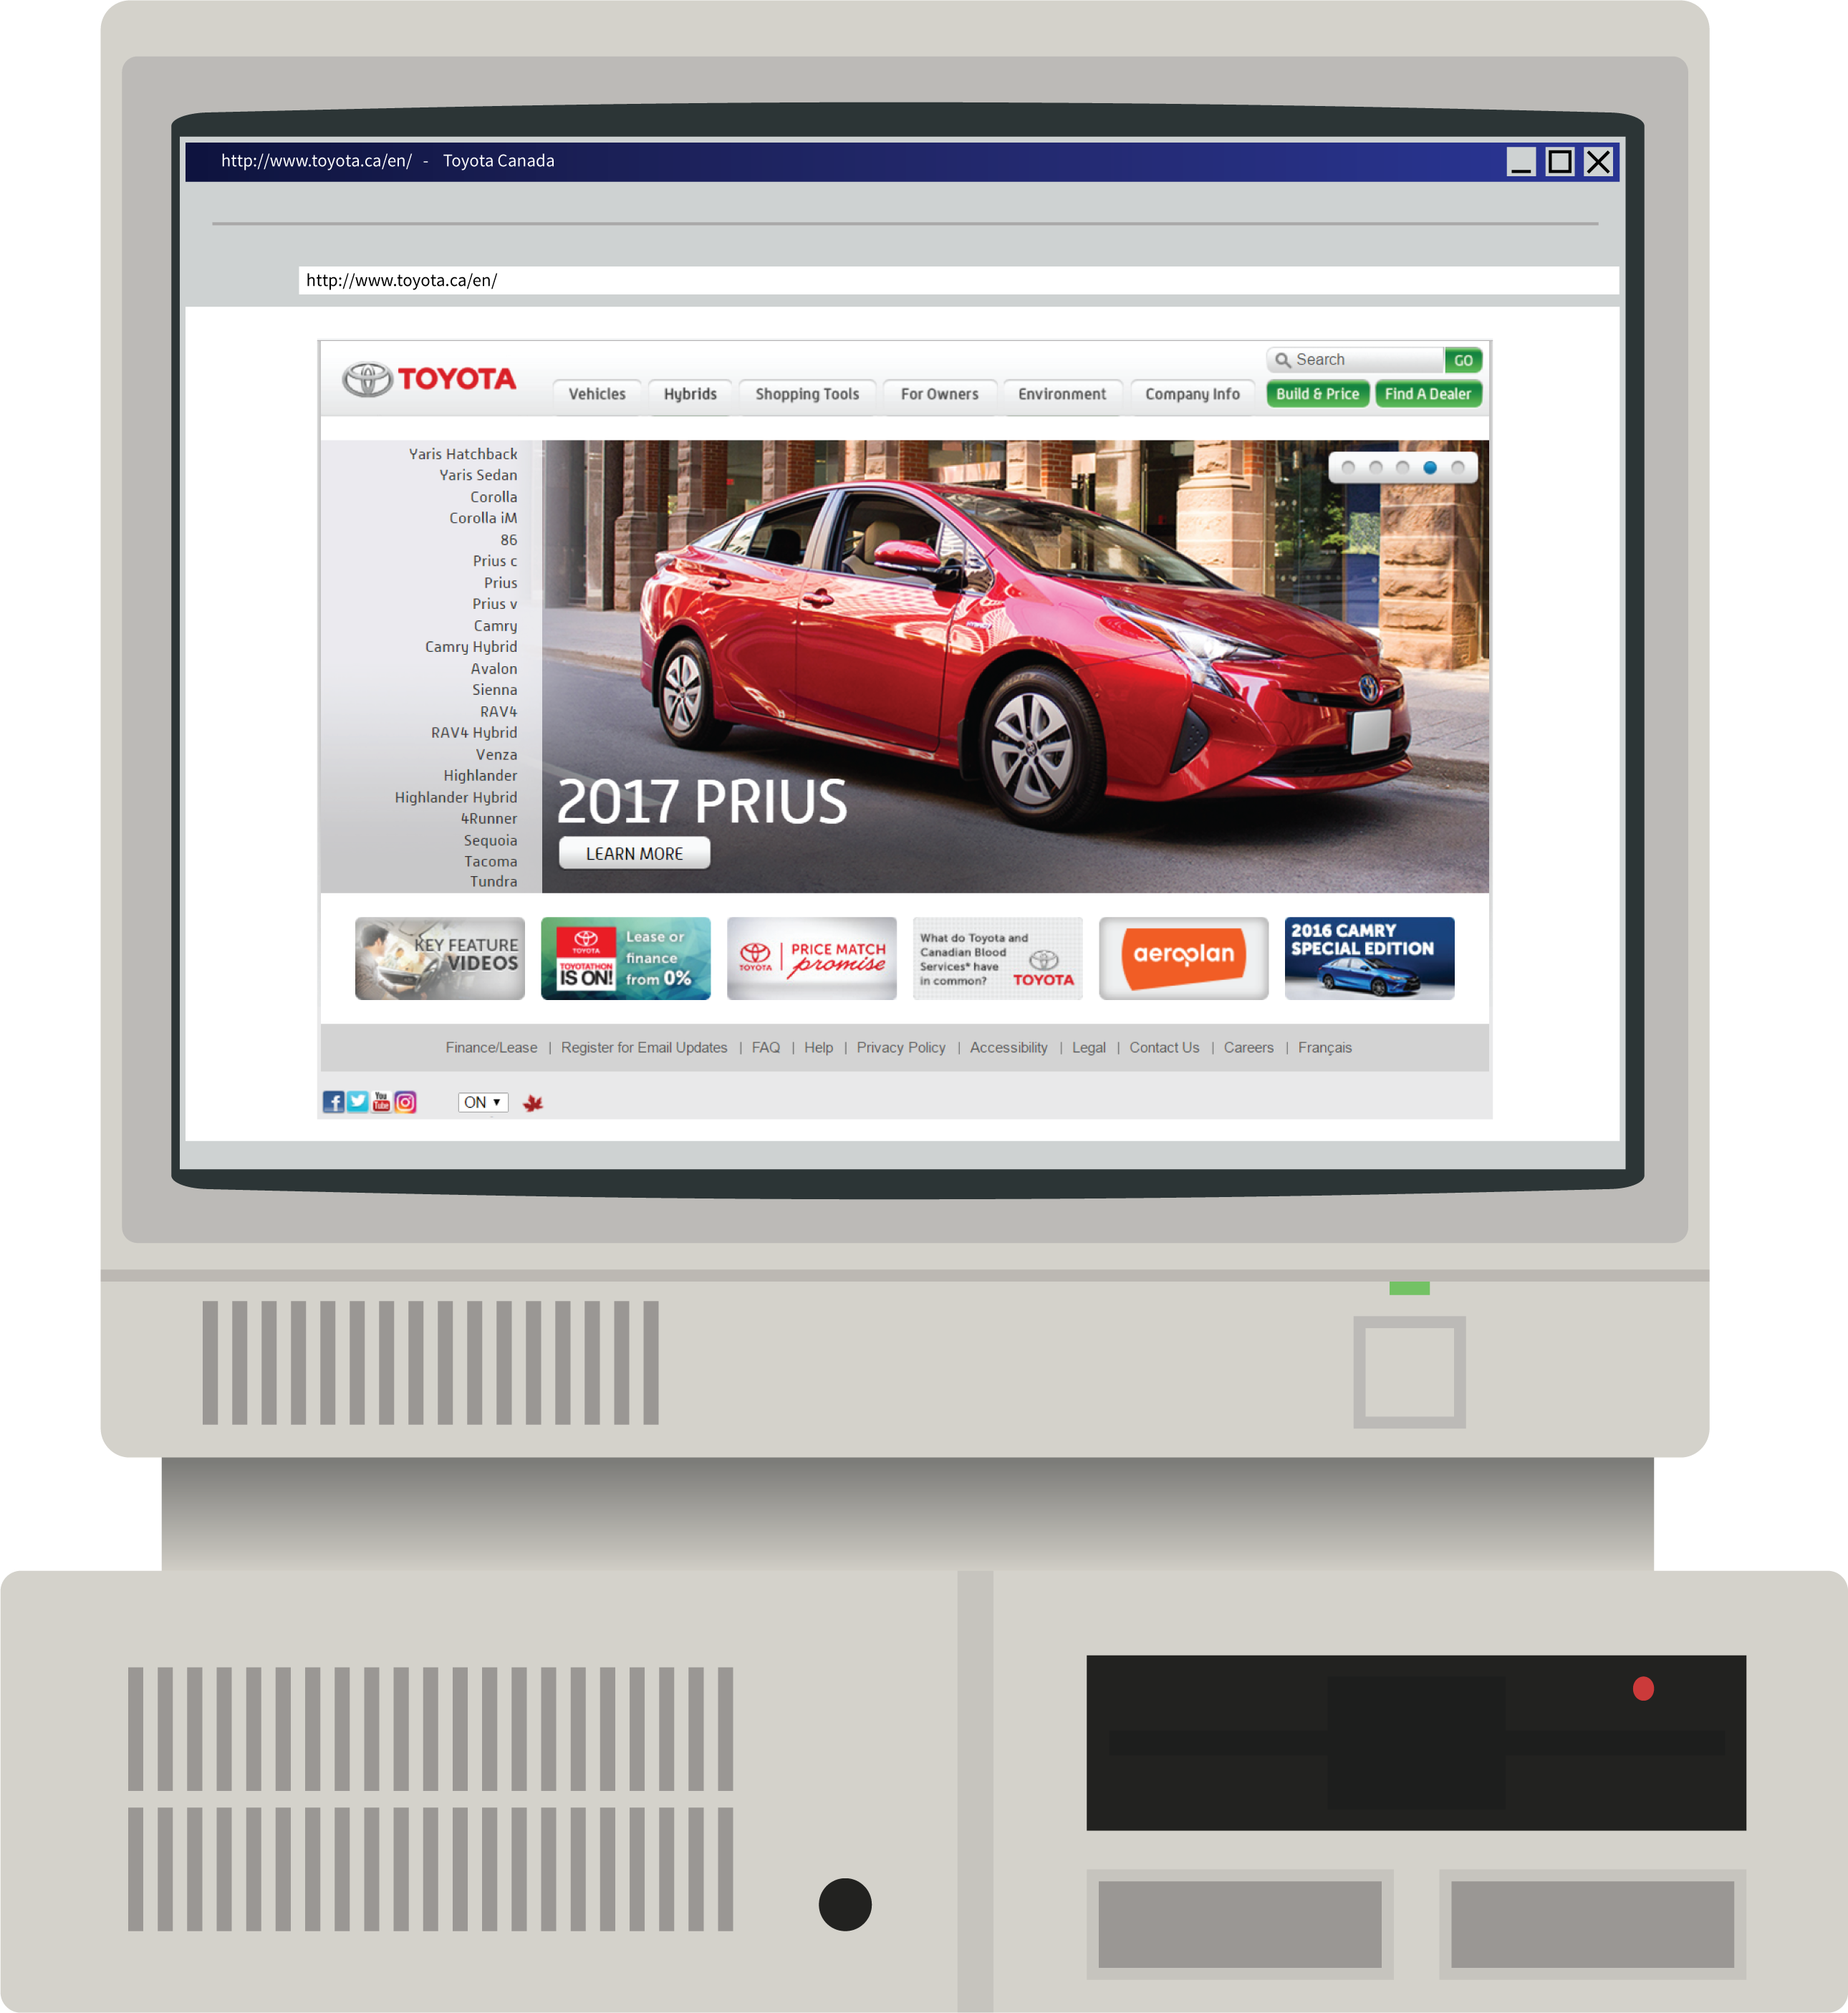 http://www.toyota.ca/en/ - Toyota Canada
http://www.toyota.ca/en/
TOYOTA
Search GO
Vehicles Hybrids Shopping Tools For Owners Environment Company Info Build & Price Find A Dealer
Yaris Hatchback
Yaris Sedan
Corolla
Corolla iM
86
Prius c
Prius
Prius v
Camry
Camry Hybrid
Avalon
Sienna
RAV4
RAV4 Hybrid
Venza
Highlander
Highlander Hybrid
4Runner
Sequoia
Tacoma
Tundra
2017 PRIUS
LEARN MORE
KEY FEATURE
VIDEOS
TOYOTA
TOYOTATHON
IS ON!
Lease or
finance
from 0%
TOYOTA
PRICE MATCH
promise
What do Toyota and
Canadian Blood
Services* have
in common?
TOYOTA
aeroplan
2016 CAMRY
SPECIAL EDITION
Finance/Lease | Register for Email Updates | FAQ | Help | Privacy Policy | Accessibility | Legal | Contact Us | Careers | Français
f You Tube ON ▼